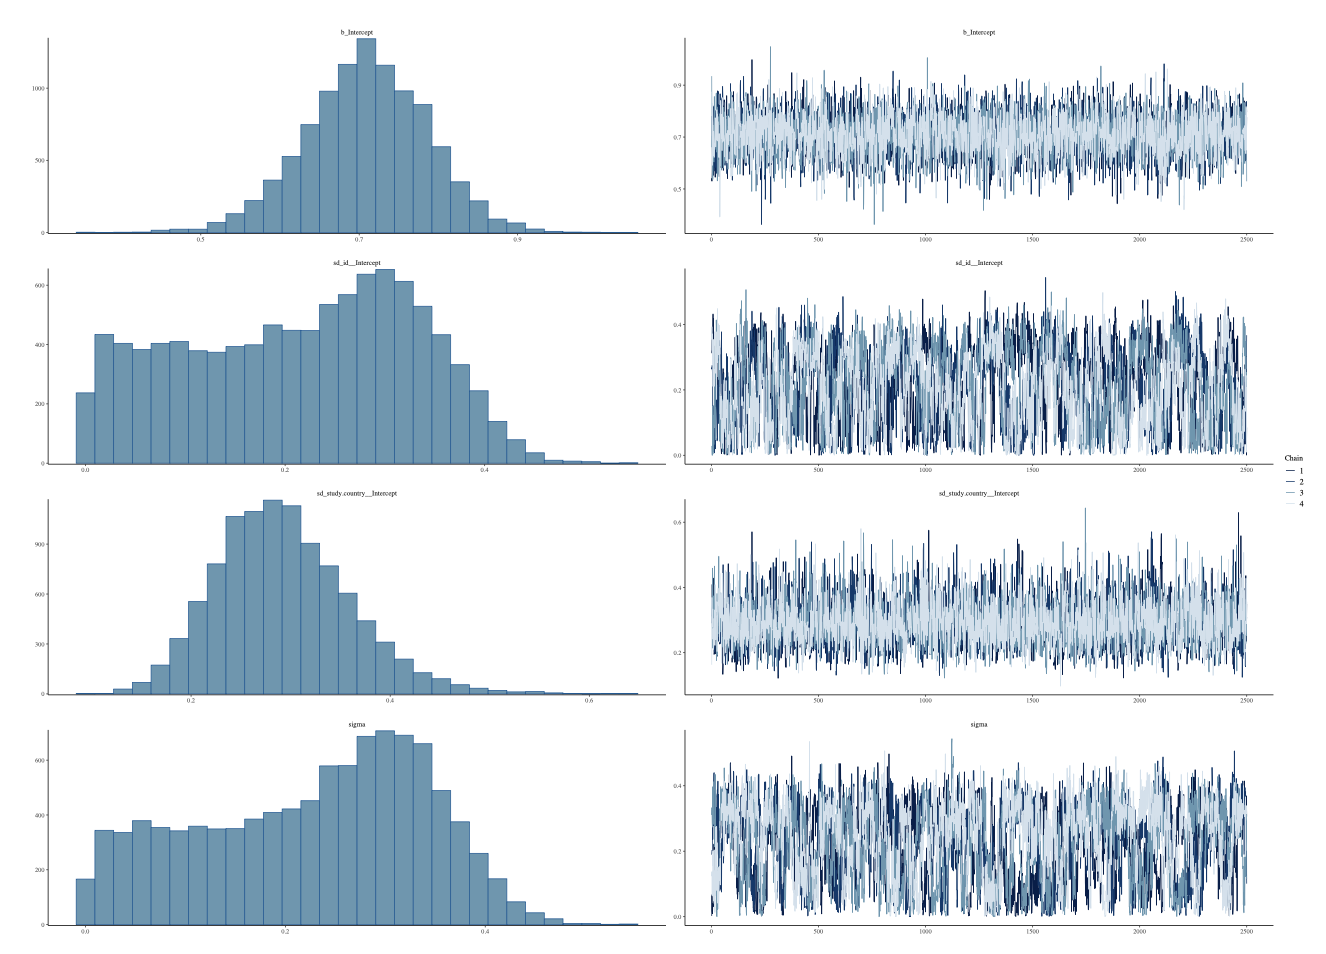 b_Intercept
1000
500
0
0.5 0.7 0.9
b_Intercept
0.9
0.7
0.5
0 500 1000 1500 2000 2500
sd_id__Intercept
600
400
200
0
0.0 0.2 0.4
sd_id__Intercept
0.4
0.2
0.0
0 500 1000 1500 2000 2500
sd_study.country__Intercept
900
600
300
0
0.2 0.4 0.6
sd_study.country__Intercept
0.6
0.4
0.2
0 500 1000 1500 2000 2500
sigma
600
400
200
0
0.0 0.2 0.4
sigma
0.4
0.2
0.0
0 500 1000 1500 2000 2500
Chain
1
2
3
4